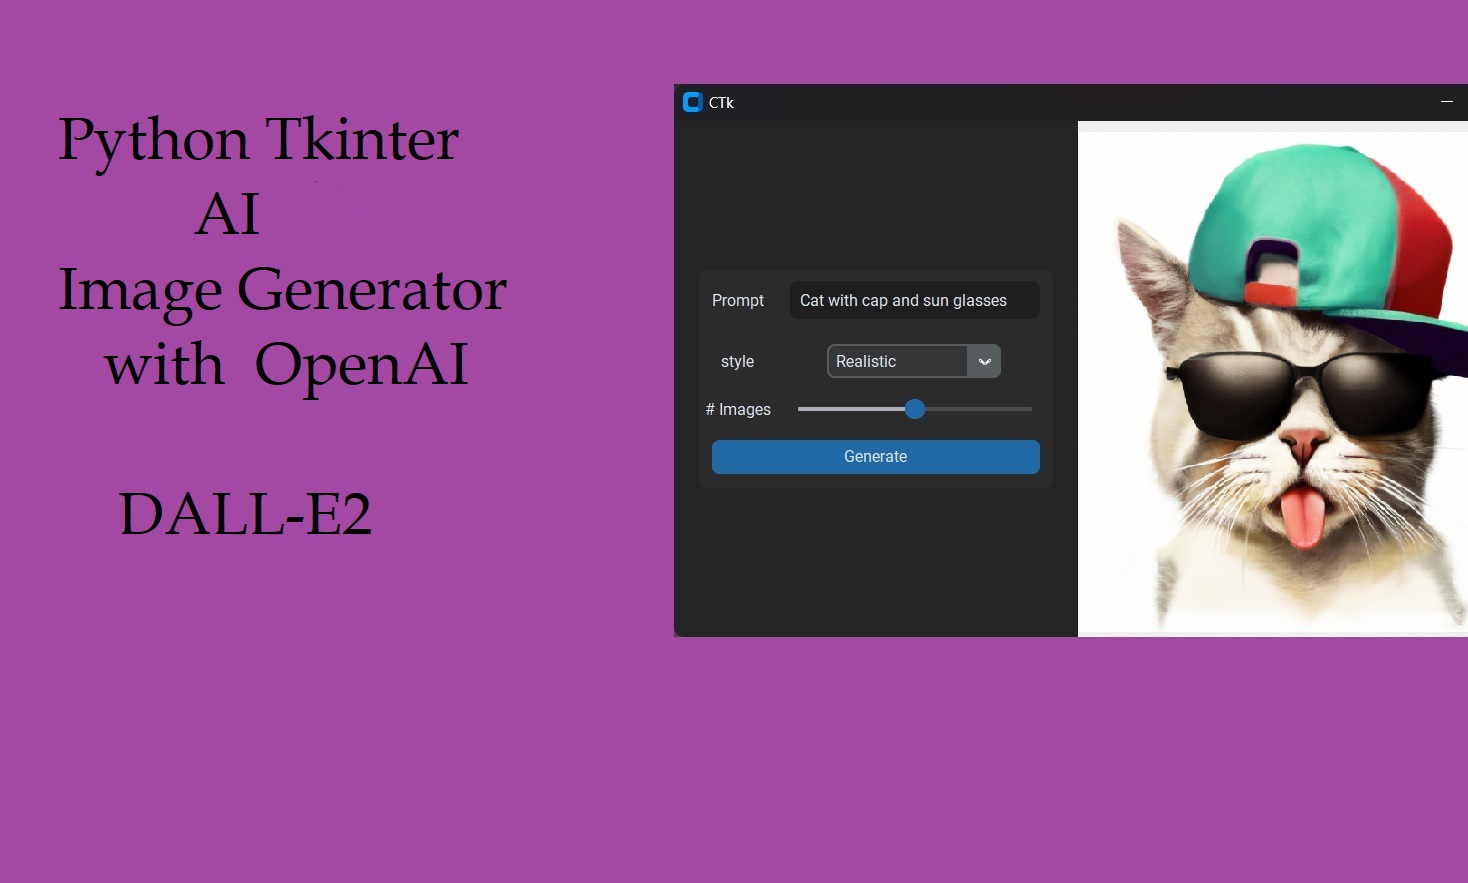 Python Tkinter
AI
Image Generator
with OpenAI
DALL-E2
CTk
Prompt
Cat with cap and sun glasses
style
Realistic
# Images
Generate